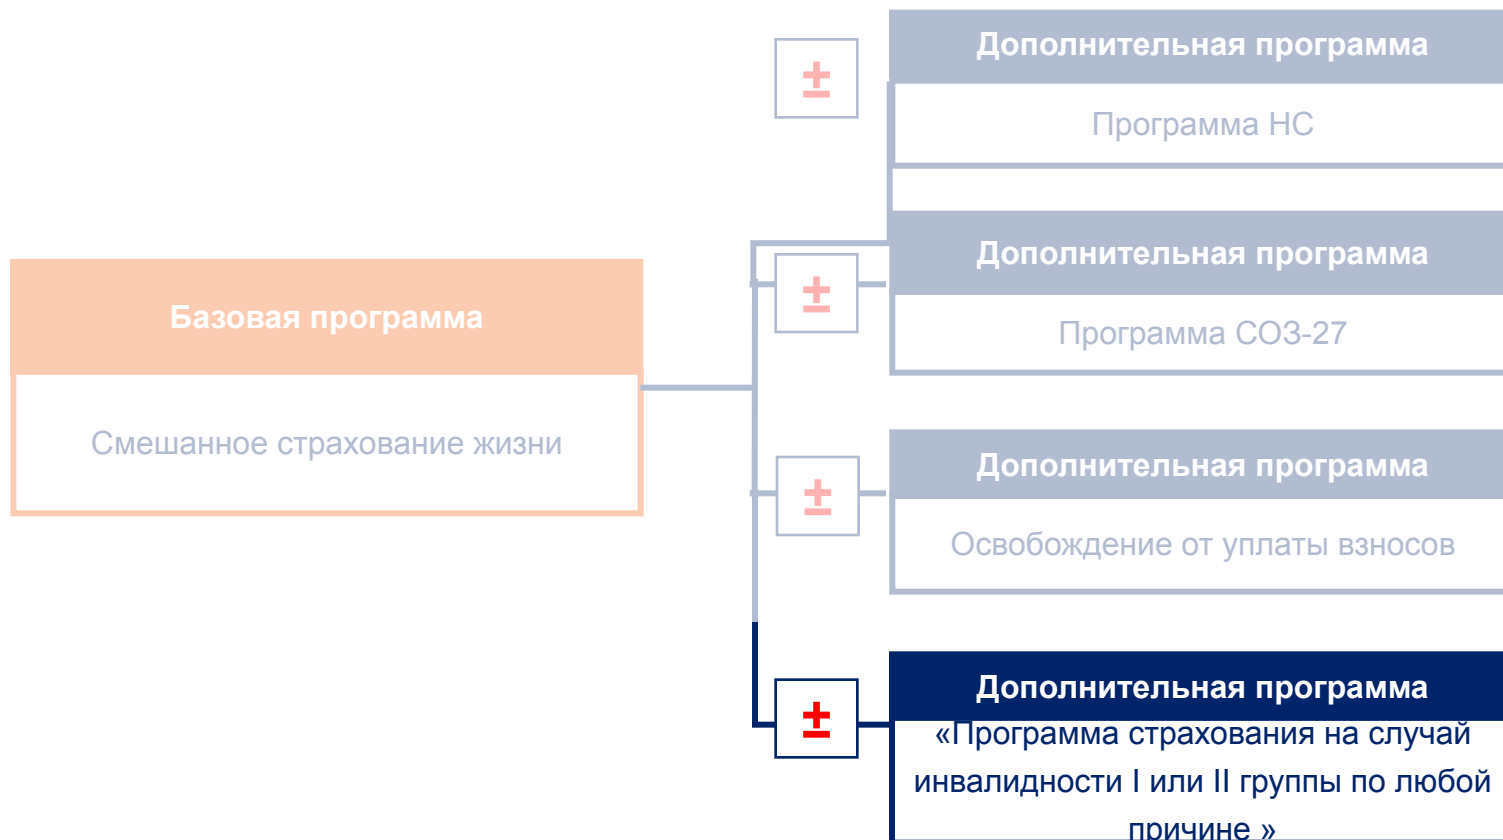 ±
Дополнительная программа
Программа НС
±
Дополнительная программа
Программа СОЗ-27
Базовая программа
Смешанное страхование жизни
±
Дополнительная программа
Освобождение от уплаты взносов
±
Дополнительная программа
«Программа страхования на случай
инвалидности I или II группы по любой
причине »